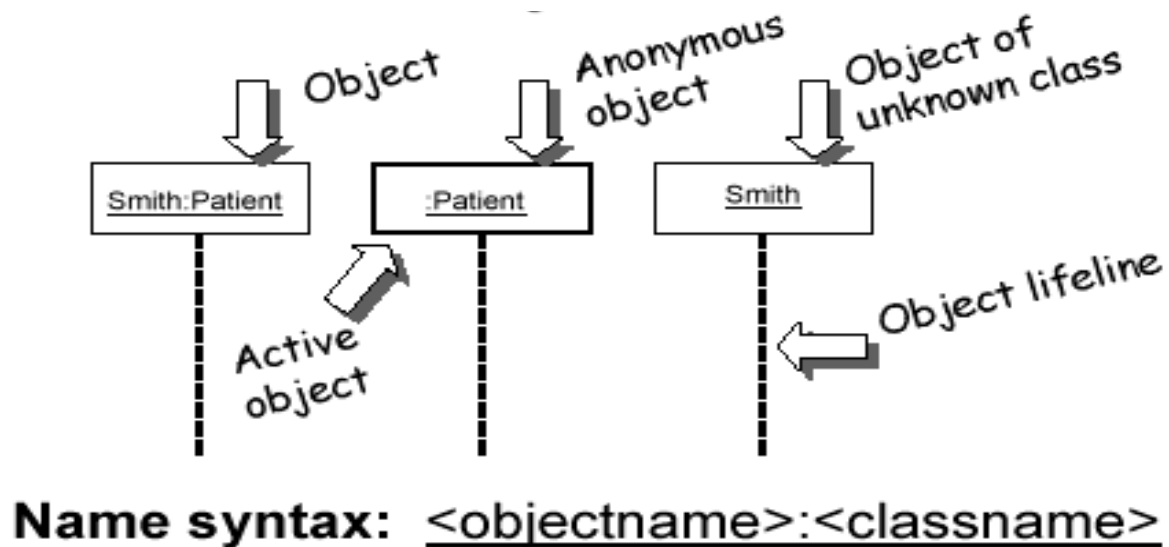 Object
Anonymous
object
Object of
unknown class
Smith:Patient
:Patient
Smith
Active
object
Object lifeline
Name syntax: <objectname>:<classname>